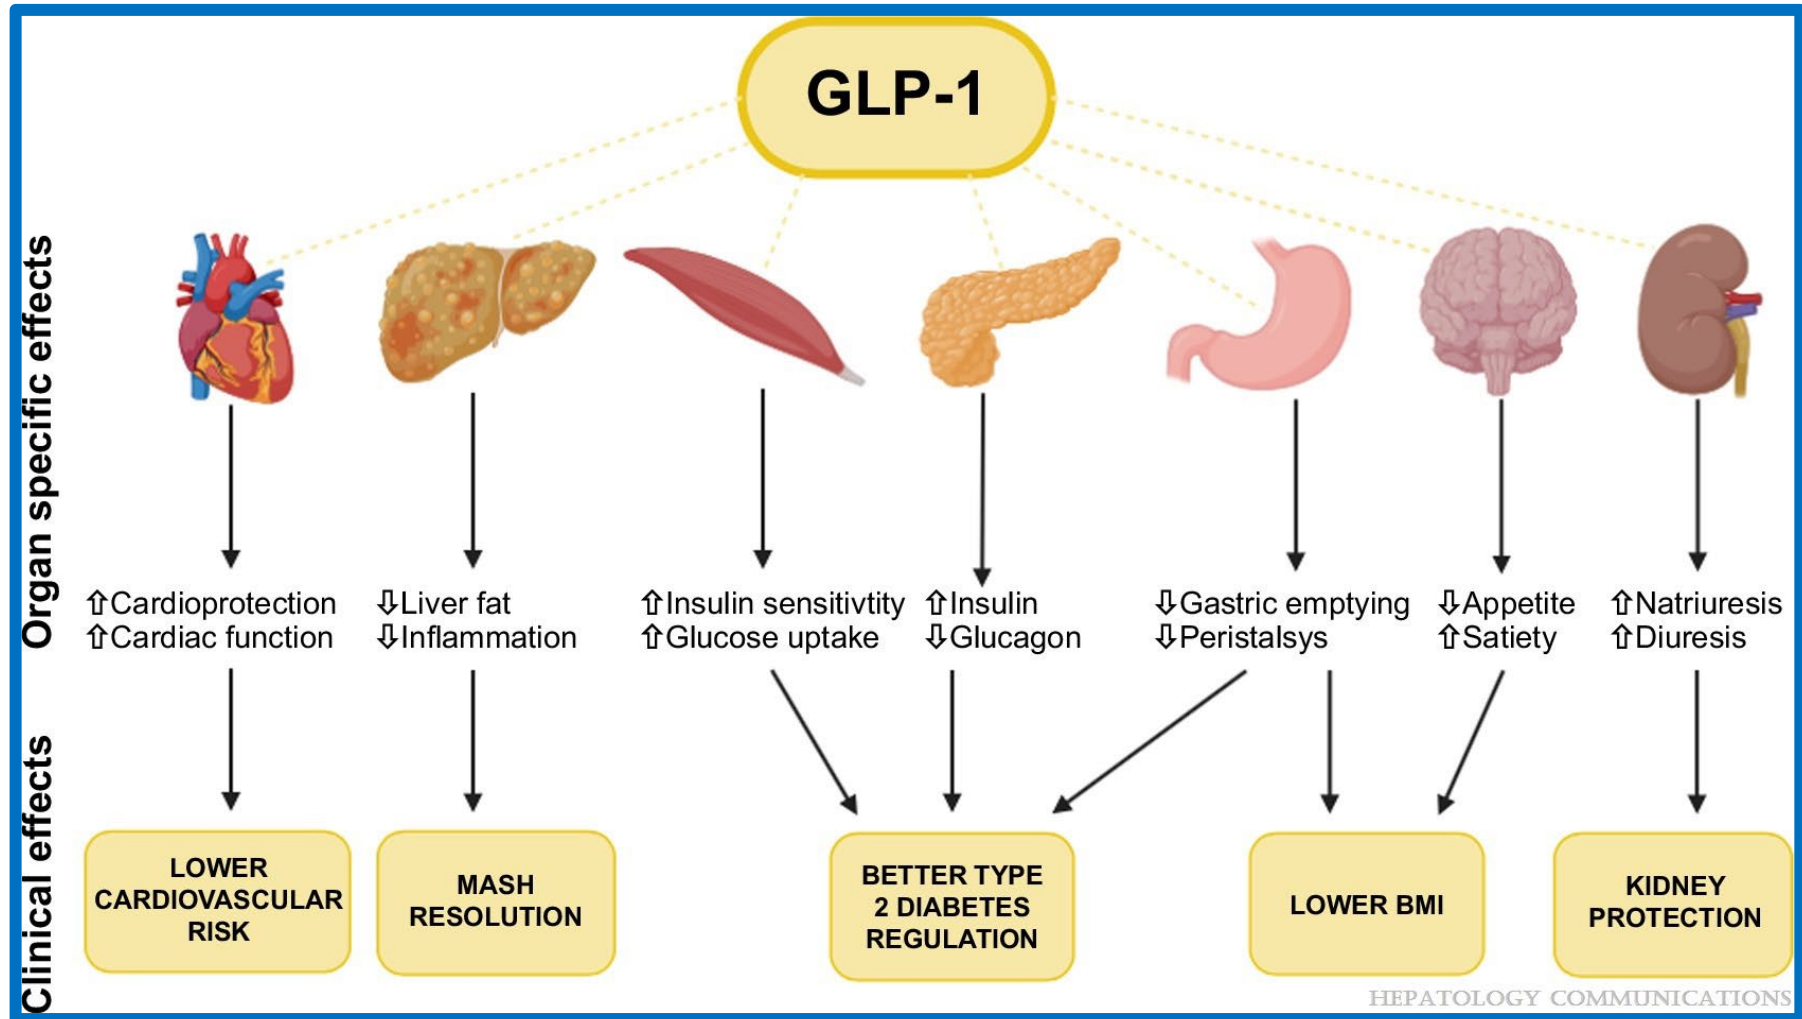 GLP-1
Organ specific effects
⇧Cardioprotection
⇧Cardiac function
⇩Liver fat
⇩Inflammation
⇧Insulin sensitivtity
⇧Glucose uptake
⇧Insulin
⇩Glucagon
⇩Gastric emptying
⇩Peristalsys
⇩Appetite
⇧Satiety
⇧Natriuresis
⇧Diuresis
Clinical effects
LOWER
CARDIOVASCULAR
RISK
MASH
RESOLUTION
BETTER TYPE
2 DIABETES
REGULATION
LOWER BMI
KIDNEY
PROTECTION
HEPATOLOGY COMMUNICATIONS